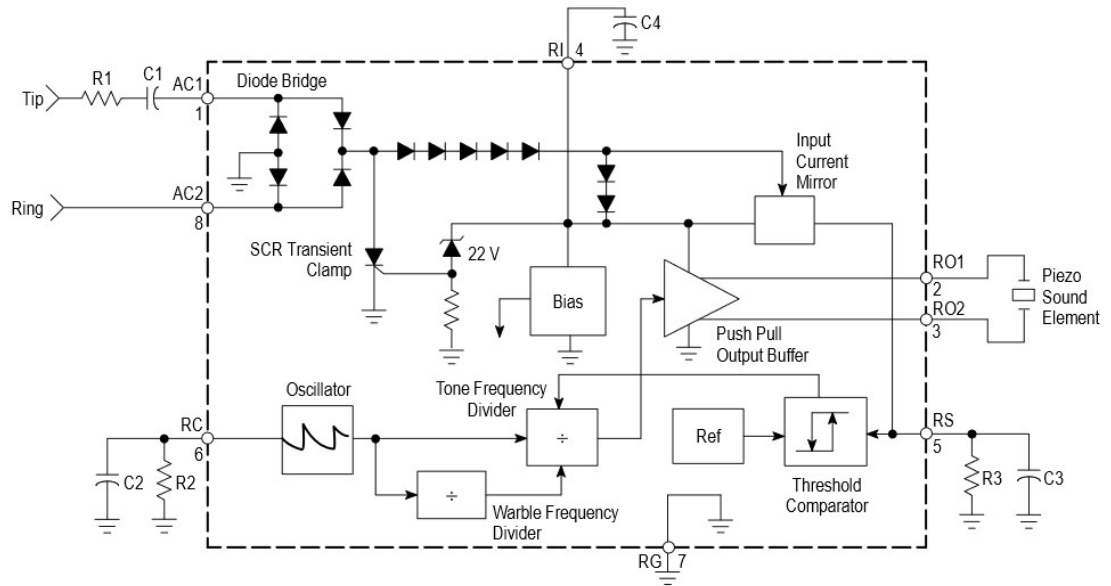 C4
RI 4
R1
C1
AC1
Diode Bridge
Tip
1
Input
Current
Mirror
AC2
Ring
8
SCR Transient
Clamp
22 V
RO1
2
Piezo
Sound
Element
Bias
RO2
3
Push Pull
Output Buffer
Oscillator
Tone Frequency
Divider
RC
6
÷
Ref
RS
5
C2
R2
÷
R3
C3
Warble Frequency
Divider
Threshold
Comparator
RG 7